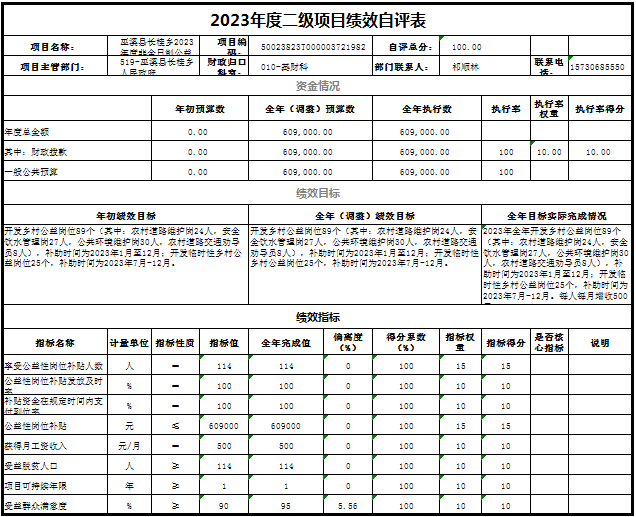 2023年度二级项目绩效自评表
项目名称： 巫溪县长桂乡2023年度非全日制公益 项目编码： 50023823T000003721982 自评总分： 100.00
项目主管部门： 519-巫溪县长桂乡人民政府 财政归口科室： 010-县财科 部门联系人： 祁顺林 联系电话： 15730685550
资金情况
年初预算数 全年（调整）预算数 全年执行数 执行率 执行率权重 执行率得分
年度总金额 0.00 609,000.00 609,000.00
其中：财政拨款 0.00 609,000.00 609,000.00 100 10.00 10.00
一般公共预算 0.00 609,000.00 609,000.00 100
绩效目标
年初绩效目标 全年（调整）绩效目标 全年目标实际完成情况
开发乡村公益岗位89个（其中：农村道路维护岗24人，安全饮水管理岗27人，公共环境维护岗30人，农村道路交通劝导员8人），补助时间为2023年1月至12月；开发临时性乡村公益岗位25个，补助时间为2023年7月-12月。
开发乡村公益岗位89个（其中：农村道路维护岗24人，安全饮水管理岗27人，公共环境维护岗30人，农村道路交通劝导员8人），补助时间为2023年1月至12月；开发临时性乡村公益岗位25个，补助时间为2023年7月-12月。
2023年全年开发乡村公益岗位89个（其中：农村道路维护岗24人，安全饮水管理岗27人，公共环境维护岗30人，农村道路交通劝导员8人），补助时间为2023年1月至12月；开发临时性乡村公益岗位25个，补助时间为2023年7月-12月。每人每月增收500
绩效指标
指标名称 计量单位 指标性质 指标值 全年完成值 偏离度（%） 得分系数（%） 指标权重 指标得分 是否核心指标 说明
享受公益性岗位补贴人数 人 ＝ 114 114 0 100 15 15
公益性岗位补贴发放及时率 % ＝ 100 100 0 100 10 10
补贴资金在规定时间内支付到位率 % ＝ 100 100 0 100 10 10
公益性岗位补贴 元 ≤ 609000 609000 0 100 15 15
获得月工资收入 元/月 ＝ 500 500 0 100 10 10
受益脱贫人口 人 ≥ 114 114 0 100 10 10
项目可持续年限 年 ≥ 1 1 0 100 10 10
受益群众满意度 % ≥ 90 95 5.56 100 10 10